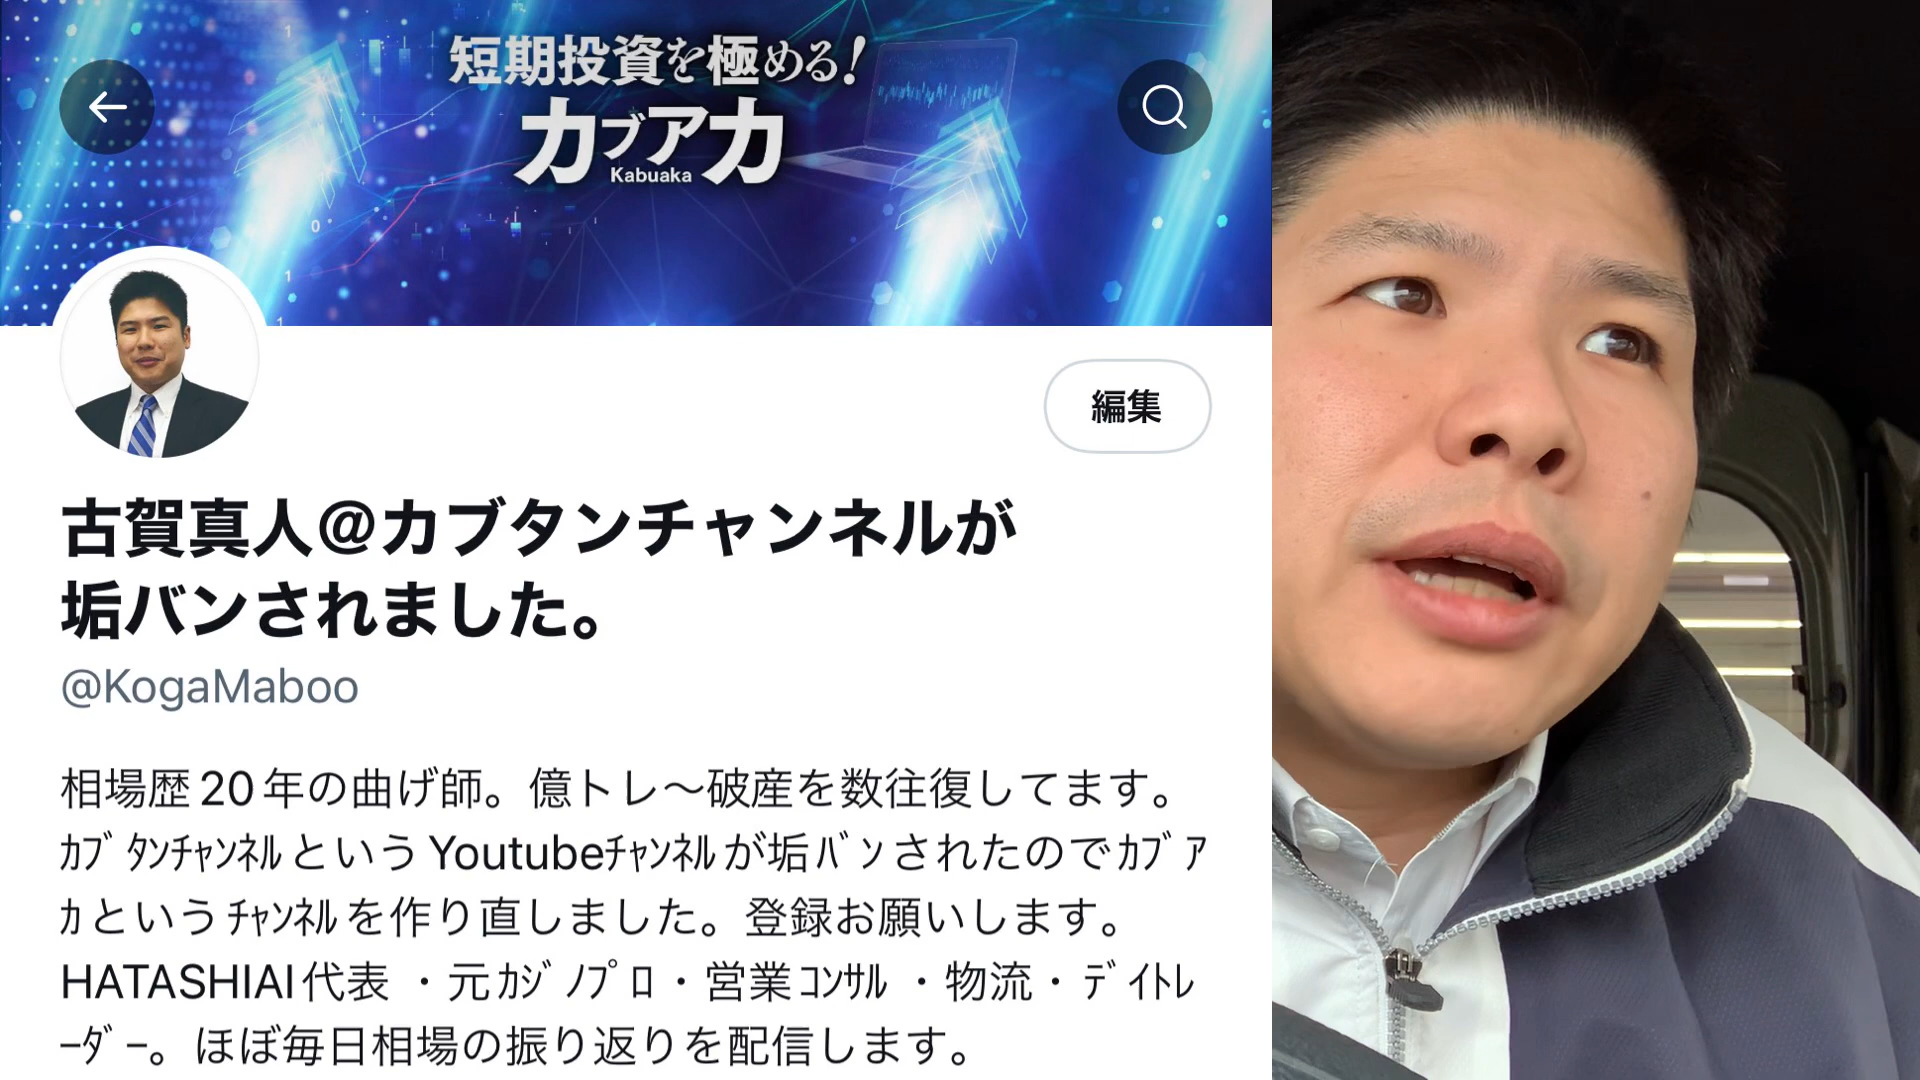 短期投資を極める!
カブアカ
Kabuaka
編集
古賀真人@カブタンチャンネルが
垢バンされました。
@KogaMaboo
相場歴20年の曲げ師。億トレ〜破産を数往復してます。
ｶﾌﾞﾀﾝﾁｬﾝﾈﾙというYoutubeﾁｬﾝﾈﾙが垢ﾊﾞﾝされたのでｶﾌﾞｱ
ｶというﾁｬﾝﾈﾙを作り直しました。登録お願いします。
HATASHIAI代表 ・元ｶｼﾞﾉﾌﾟﾛ・営業ｺﾝｻﾙ ・物流・ﾃﾞｲﾄﾚ
ｰﾀﾞｰ。ほぼ毎日相場の振り返りを配信します。